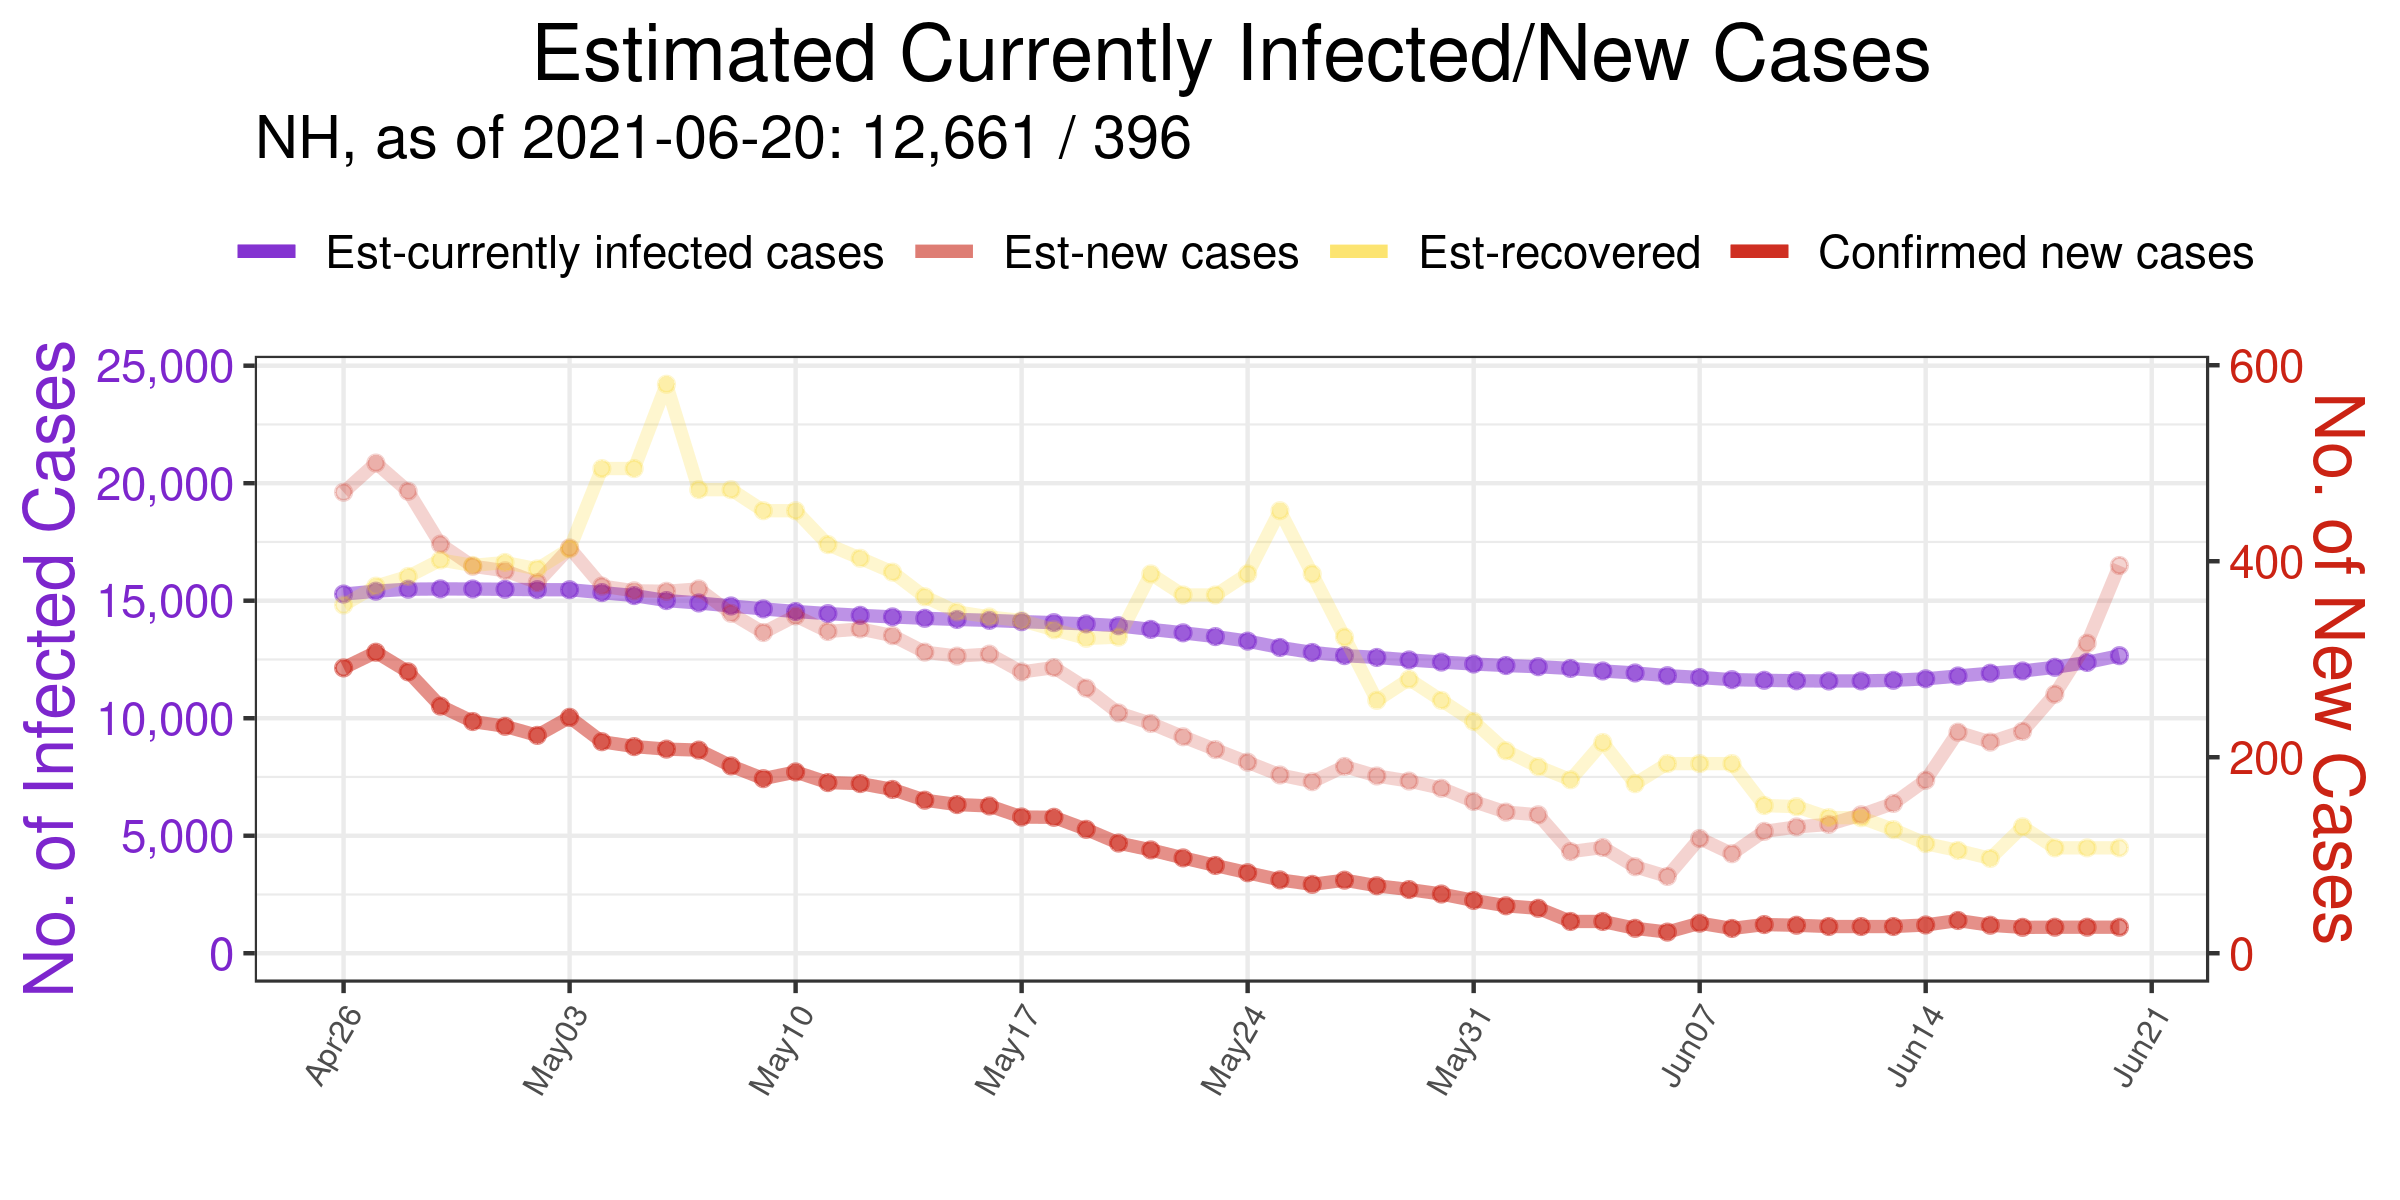 Estimated Currently Infected/New Cases
NH, as of 2021-06-20: 12,661 / 396
Est-currently infected cases Est-new cases Est-recovered Confirmed new cases
No. of Infected Cases
25,000
20,000
15,000
10,000
5,000
0
600
400
200
0
No. of New Cases
Apr26 May03 May10 May17 May24 May31 Jun07 Jun14 Jun21